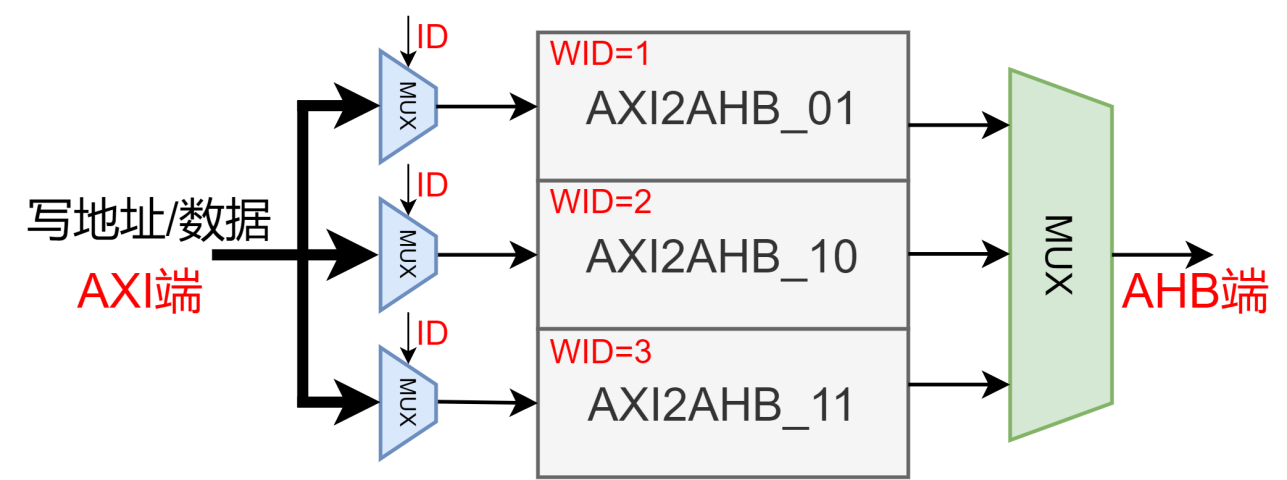 写地址/数据
AXI端
ID
MUX
ID
MUX
ID
MUX
WID=1
AXI2AHB_01
WID=2
AXI2AHB_10
WID=3
AXI2AHB_11
MUX
AHB端